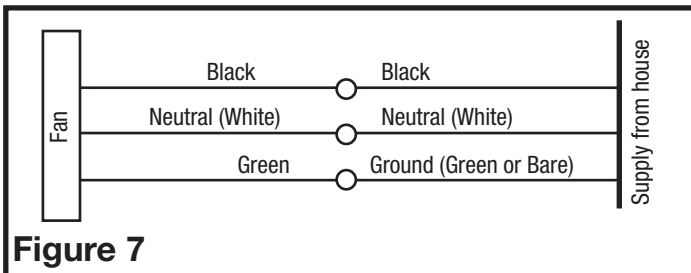 Fan
Black Black
Neutral (White) Neutral (White)
Green Ground (Green or Bare)
Supply from house
Figure 7